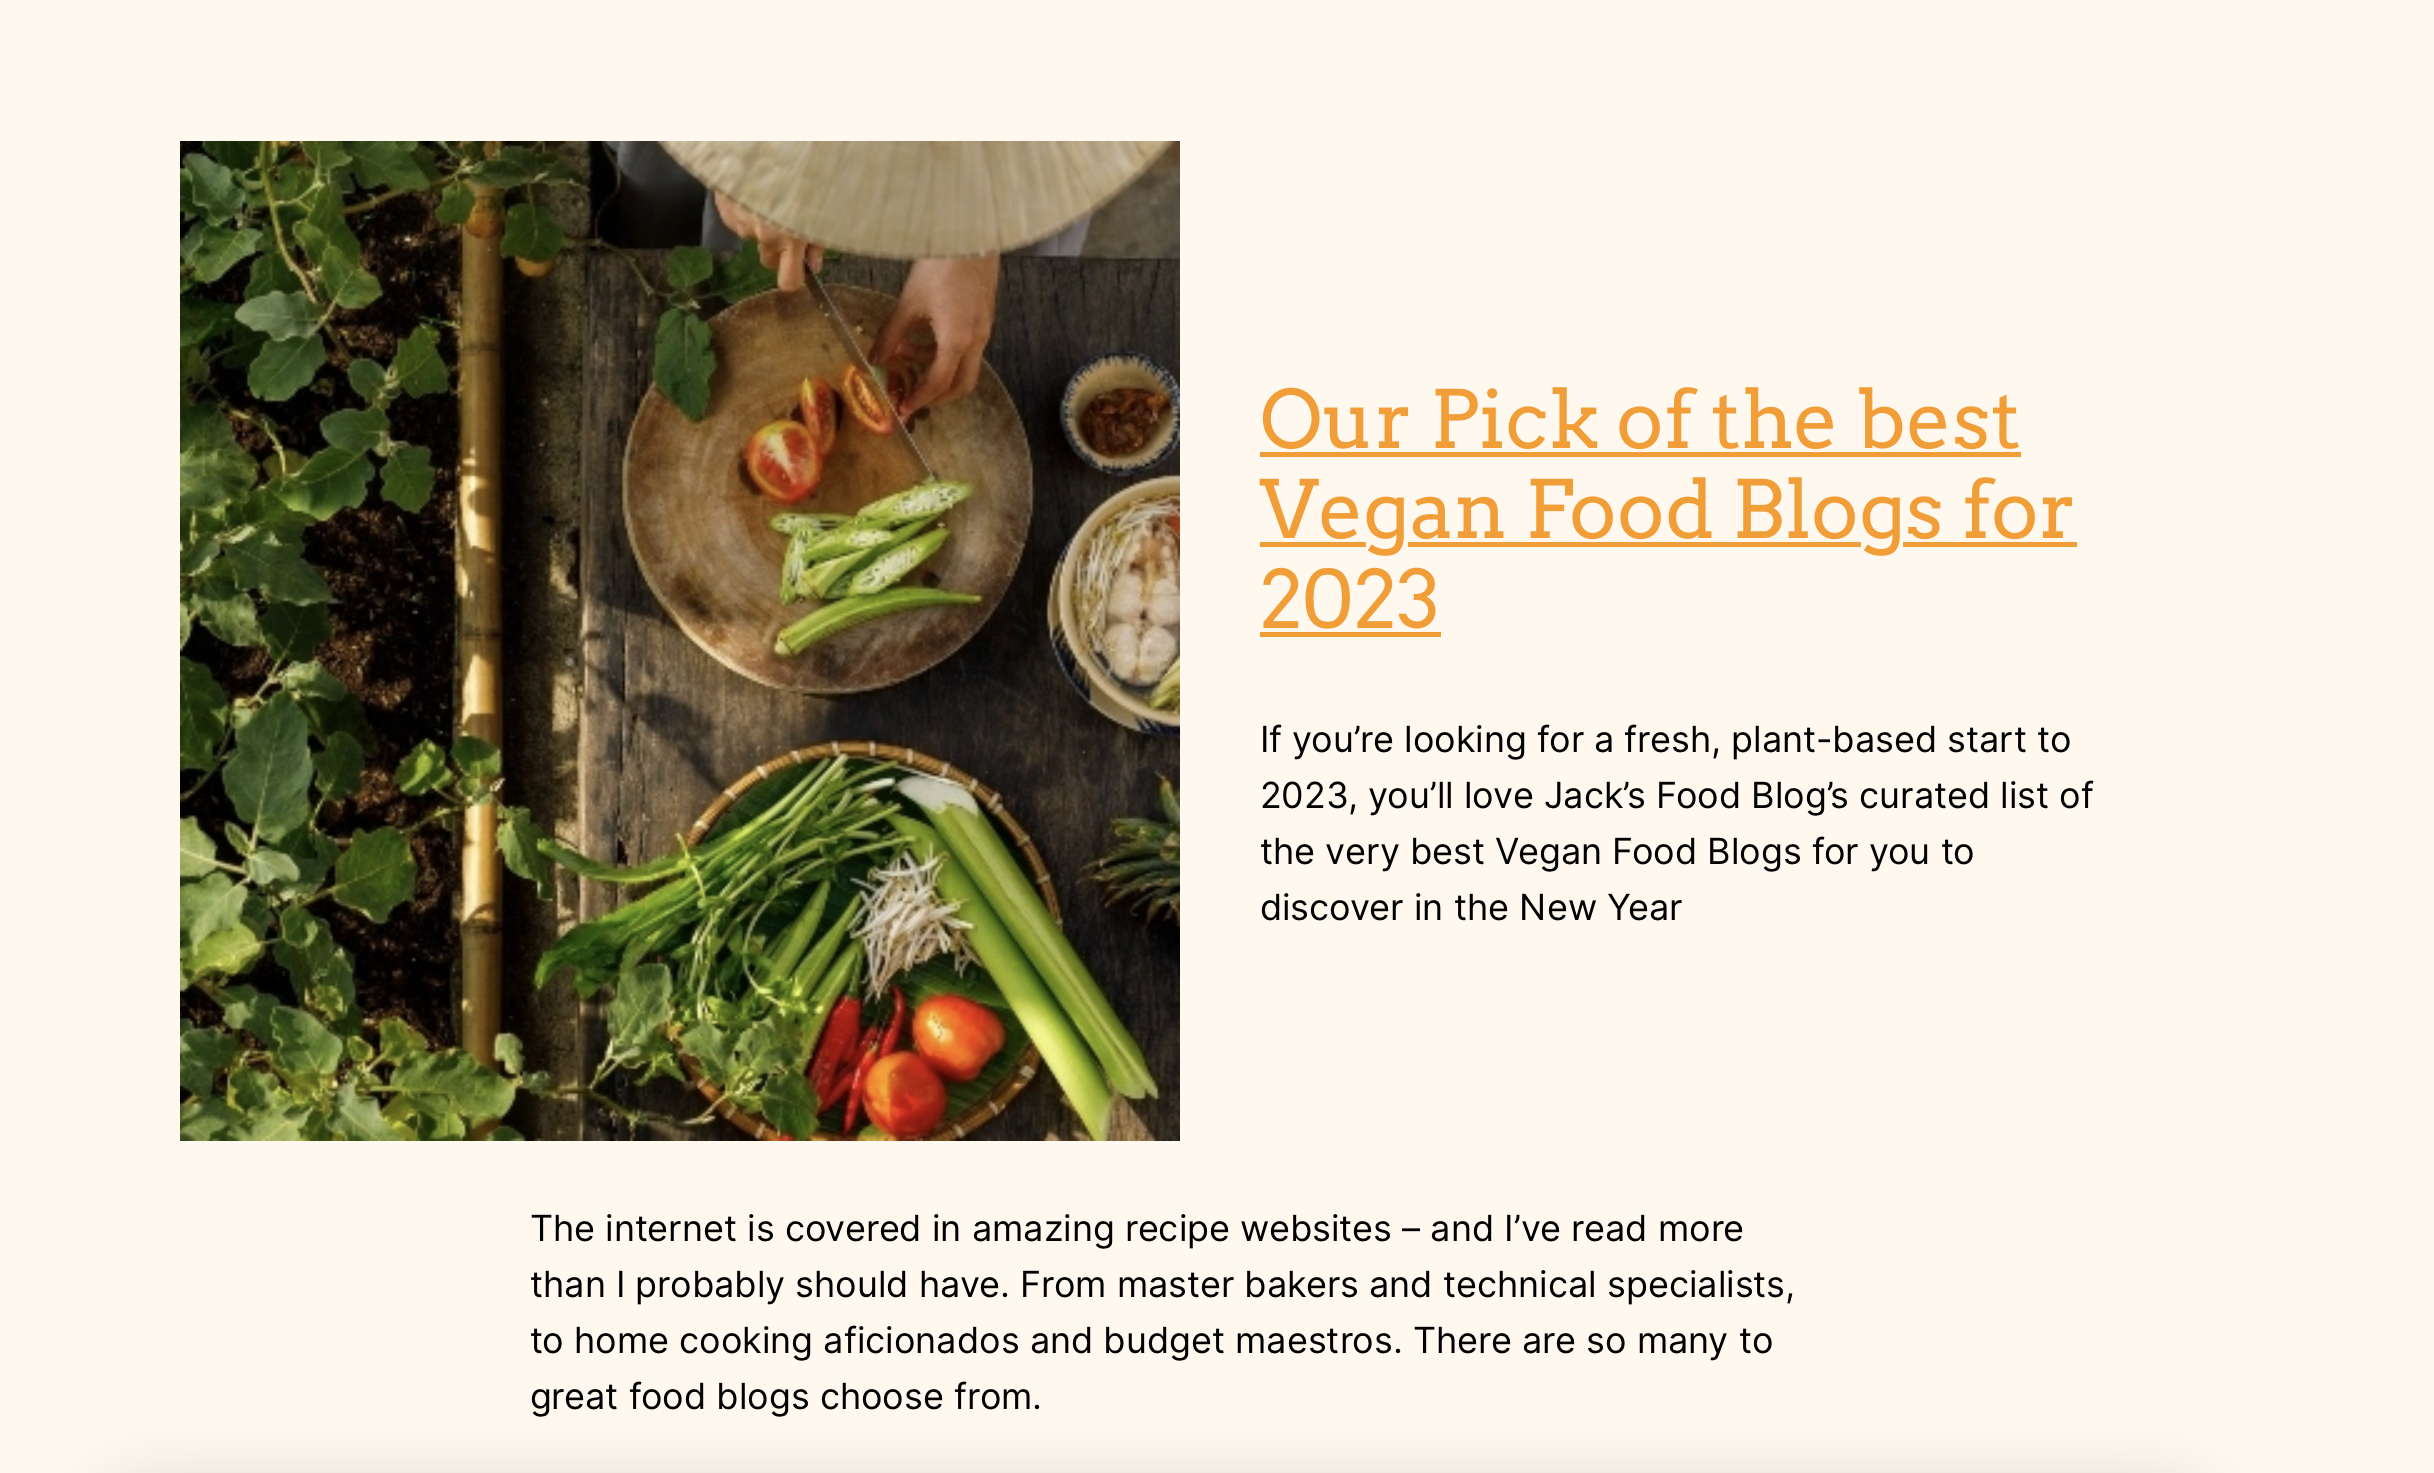 Our Pick of the best
Vegan Food Blogs for
2023
If you’re looking for a fresh, plant-based start to
2023, you’ll love Jack’s Food Blog’s curated list of
the very best Vegan Food Blogs for you to
discover in the New Year
The internet is covered in amazing recipe websites – and I’ve read more
than I probably should have. From master bakers and technical specialists,
to home cooking aficionados and budget maestros. There are so many to
great food blogs choose from.